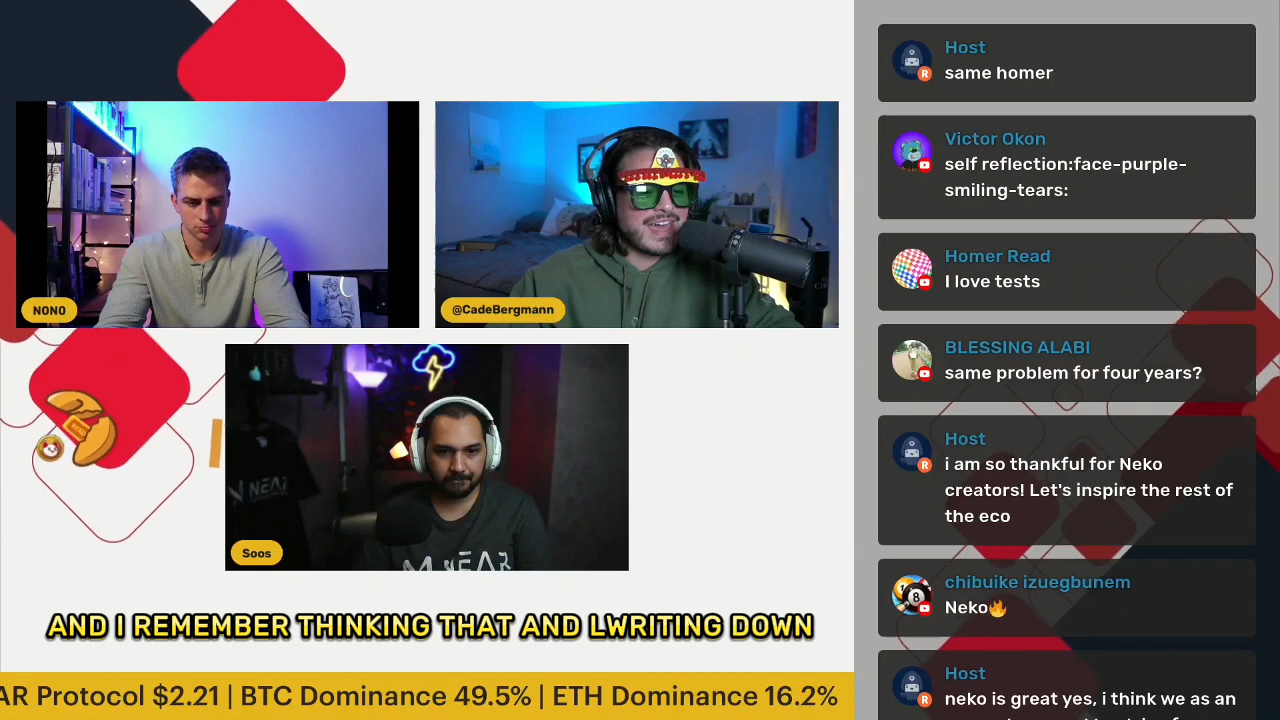 NONO
@CadeBergmann
NEAR
NEAR
Soos
AND I REMEMBER THINKING THAT AND LWRITING DOWN
AR Protocol $2.21 | BTC Dominance 49.5% | ETH Dominance 16.2%
Host
same homer
Victor Okon
self reflection:face-purple-
smiling-tears:
Homer Read
I love tests
BLESSING ALABI
same problem for four years?
Host
i am so thankful for Neko
creators! Let's inspire the rest of
the eco
chibuike izuegbunem
Neko🔥
Host
neko is great yes, i think we as an